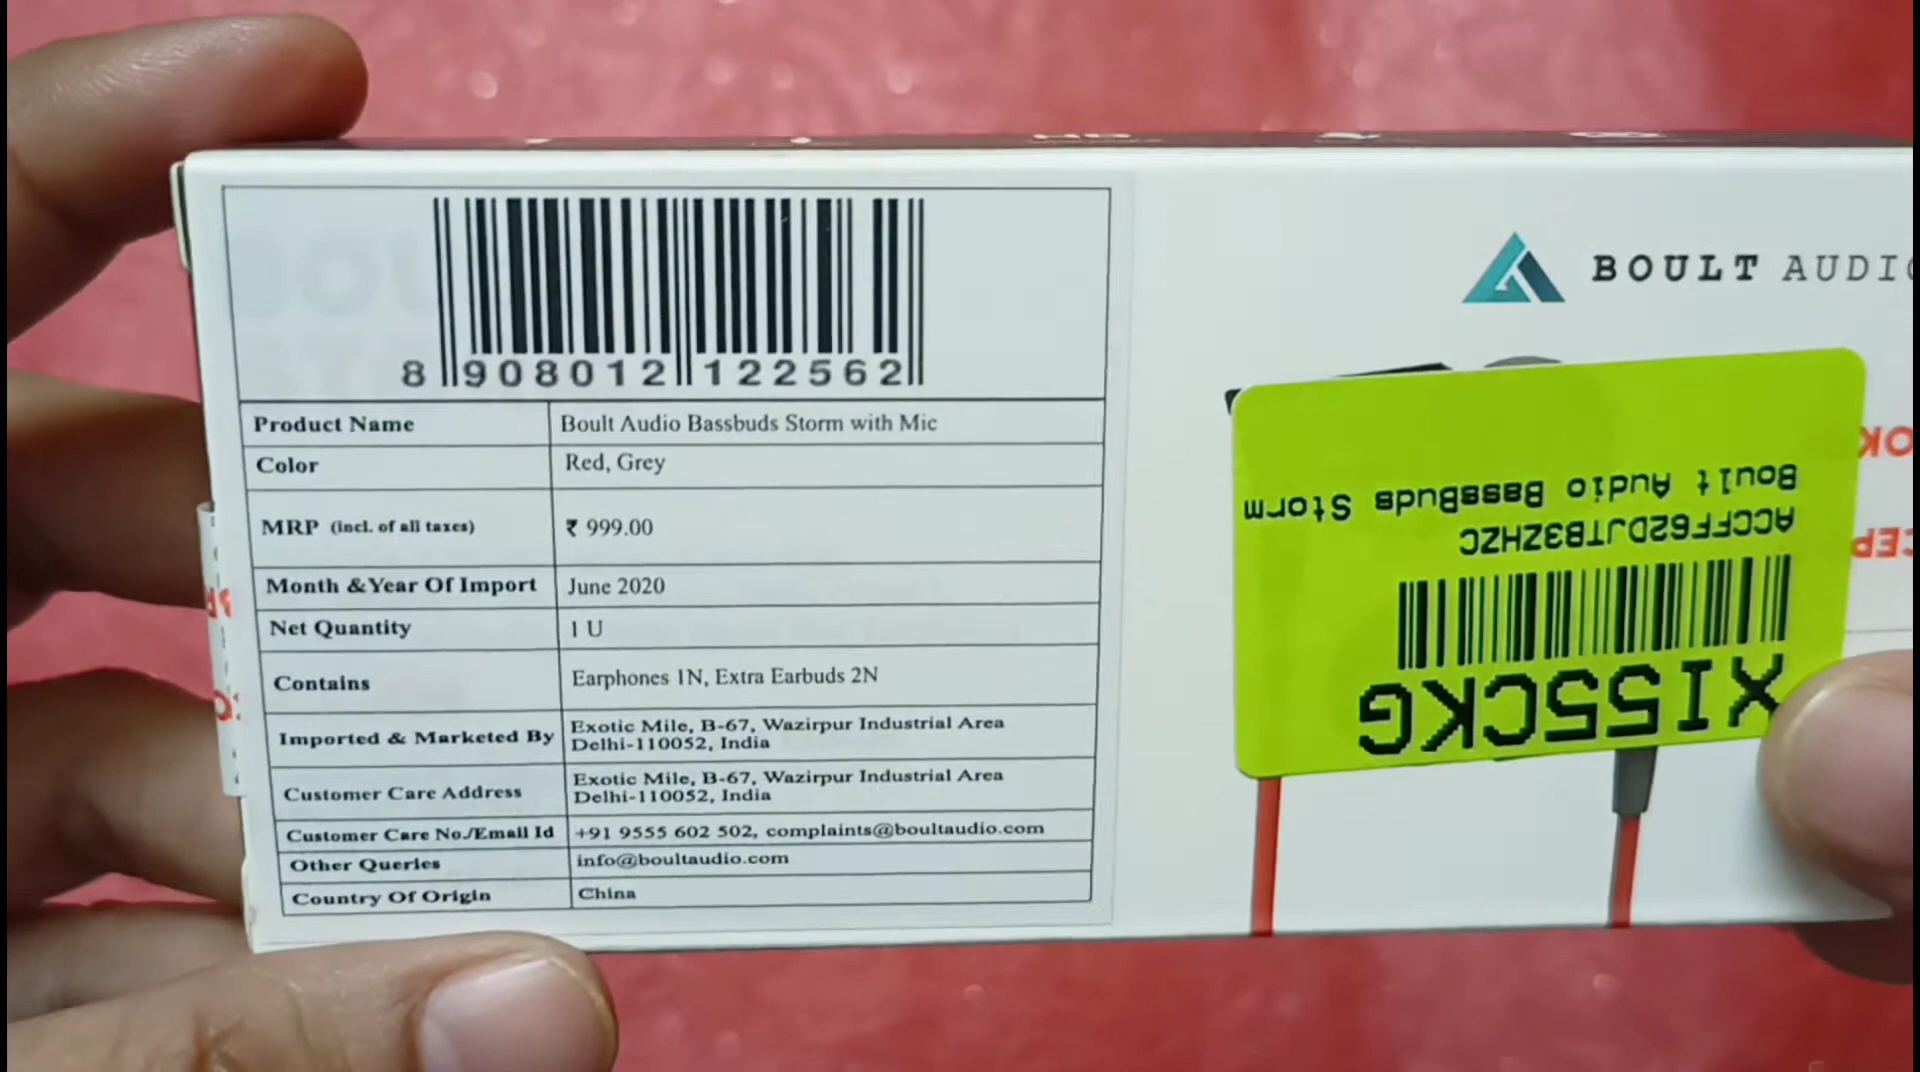 8 908012 122562
Product Name Boult Audio Bassbuds Storm with Mic
Color Red, Grey
MRP (incl. of all taxes) ₹ 999.00
Month &Year Of Import June 2020
Net Quantity 1 U
Contains Earphones 1N, Extra Earbuds 2N
Imported & Marketed By Exotic Mile, B-67, Wazirpur Industrial Area
Delhi-110052, India
Customer Care Address Exotic Mile, B-67, Wazirpur Industrial Area
Delhi-110052, India
Customer Care No./Email Id +91 9555 602 502, complaints@boultaudio.com
Other Queries info@boultaudio.com
Country Of Origin China
BOULT AUDIO
XI55CKG
ACCFF62DJTB3ZHZC
Boult Audio BassBuds Storm